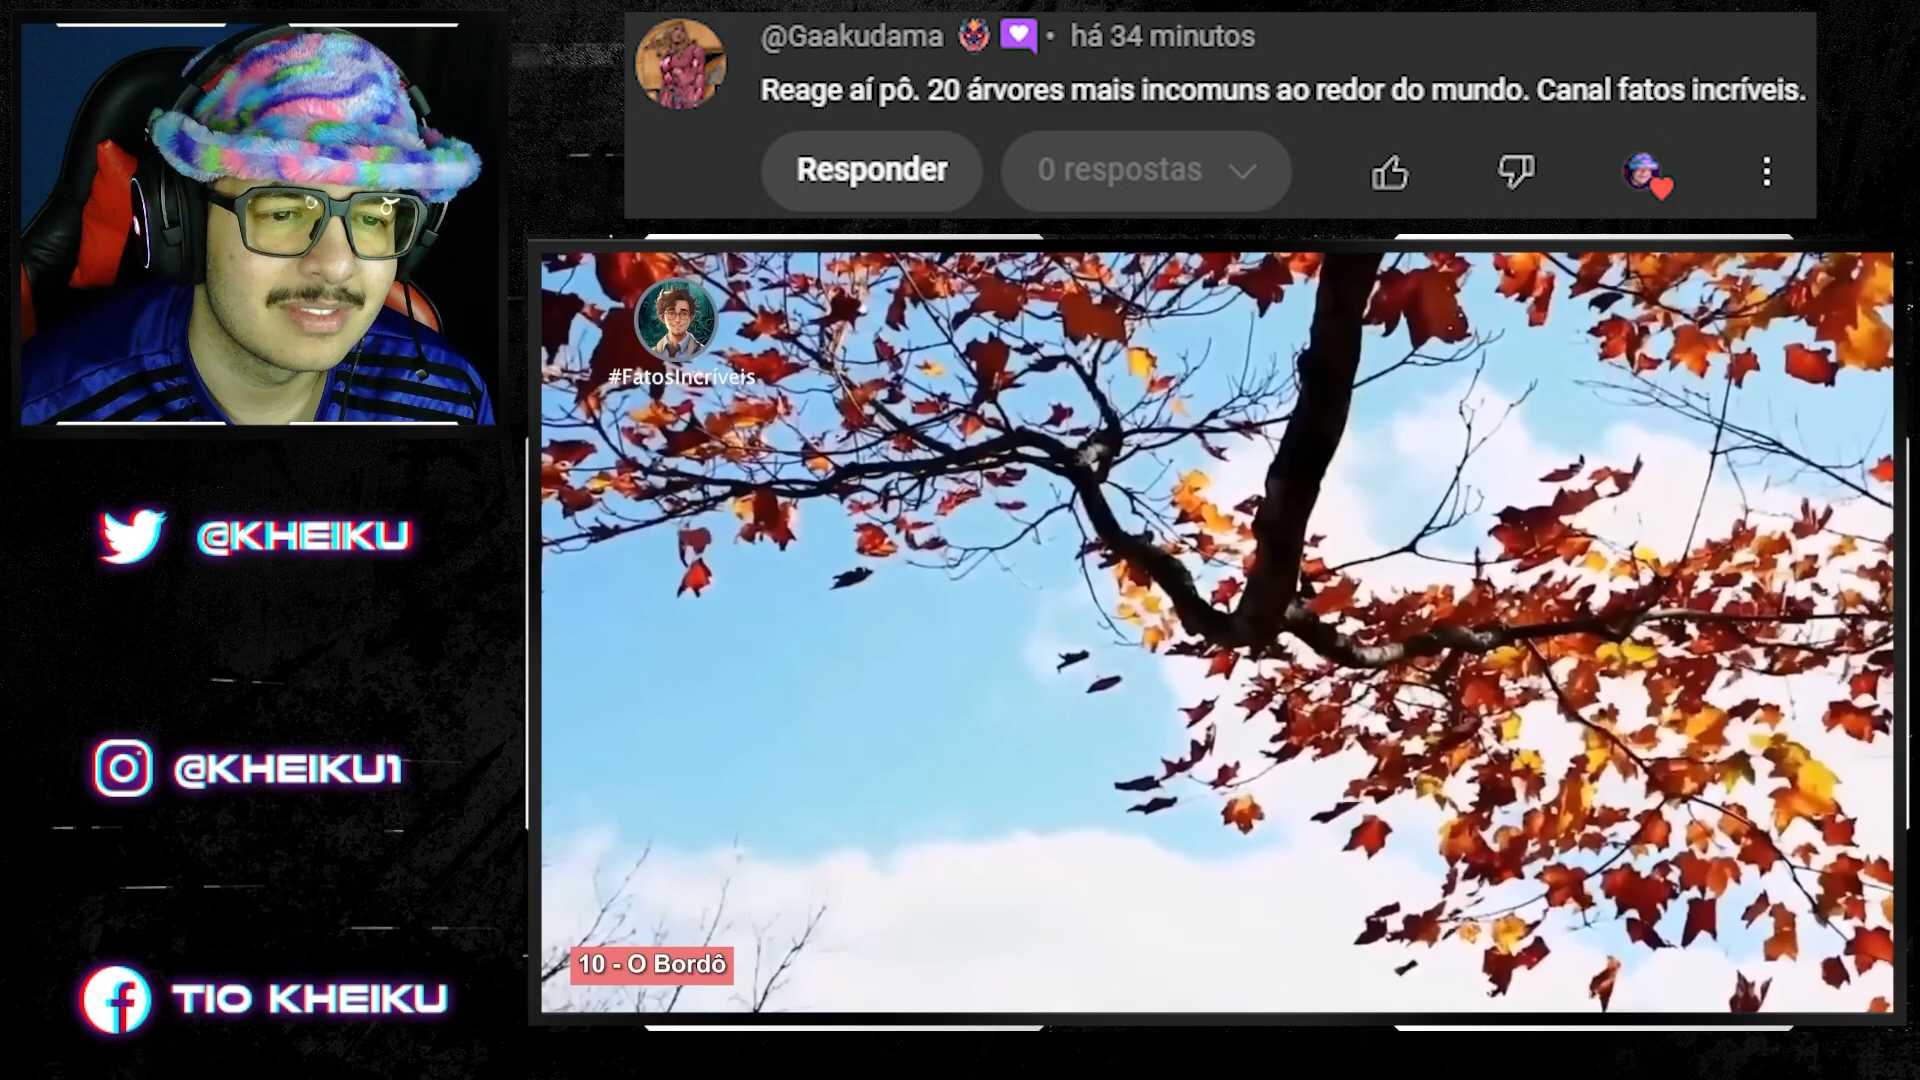 @Gaakudama • há 34 minutos
Reage aí pô. 20 árvores mais incomuns ao redor do mundo. Canal fatos incríveis.
Responder
0 respostas
#FatosIncríveis
@KHEIKU
@KHEIKU1
TIO KHEIKU
10 - O Bordô